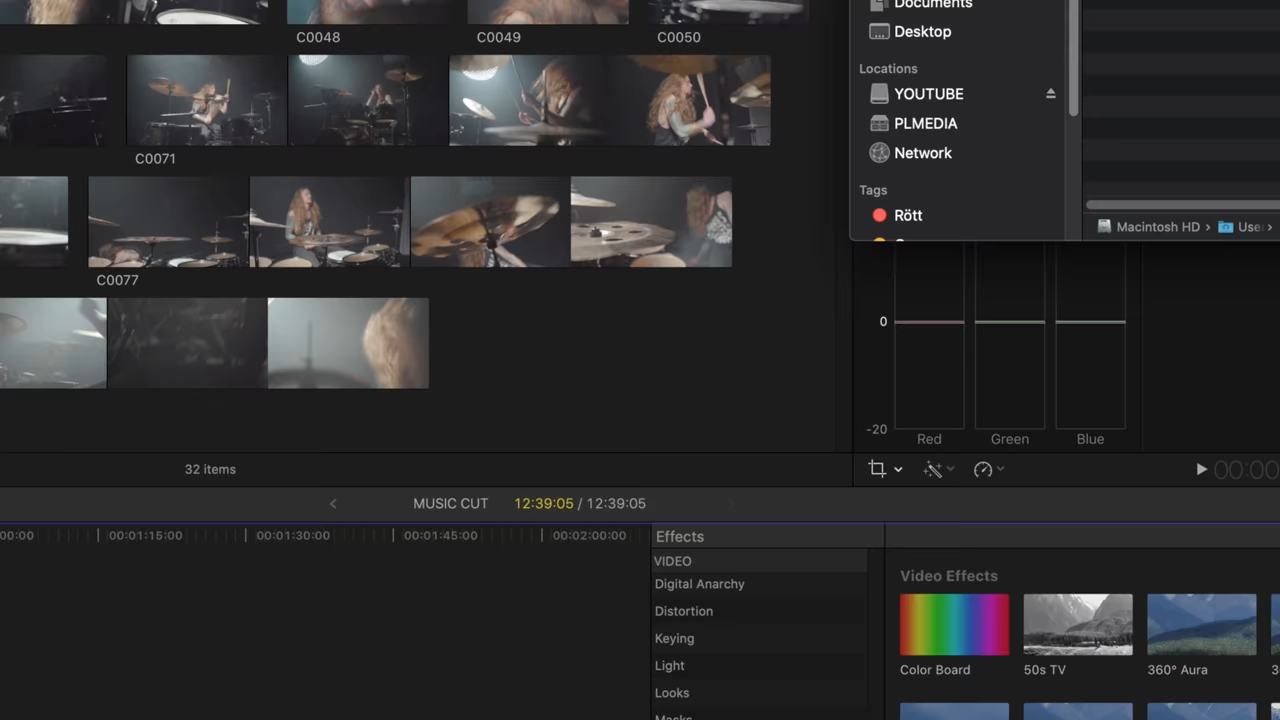 C0048
C0049
C0050
C0071
C0077
32 items
Documents
Desktop
Locations
YOUTUBE
PLMEDIA
Network
Tags
Rött
Macintosh HD
0
-20
Red
Green
Blue
MUSIC CUT
12:39:05 / 12:39:05
00:00
00:01:15:00
00:01:30:00
00:01:45:00
00:02:00:00
00:00
Effects
VIDEO
Digital Anarchy
Distortion
Keying
Light
Looks
Masks
Video Effects
Color Board
50s TV
360° Aura